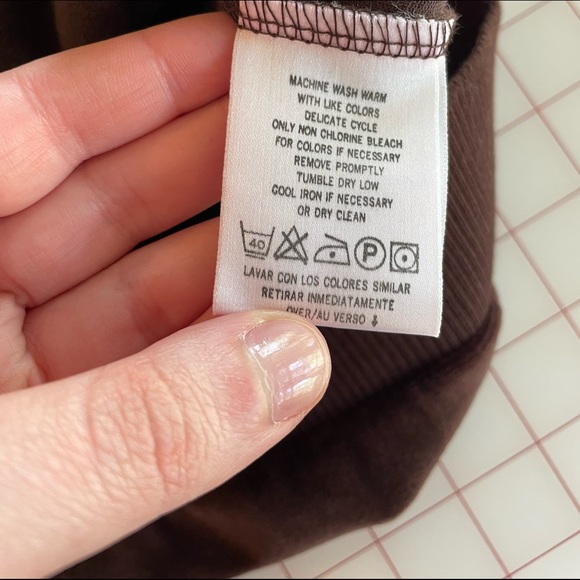 MACHINE WASH WARM
WITH LIKE COLORS
DELICATE CYCLE
ONLY NON CHLORINE BLEACH
FOR COLORS IF NECESSARY
REMOVE PROMPTLY
TUMBLE DRY LOW
COOL IRON IF NECESSARY
OR DRY CLEAN
40 P
LAVAR CON LOS COLORES SIMILAR
RETIRAR INMEDIATAMENTE
OVER/AU VERSO